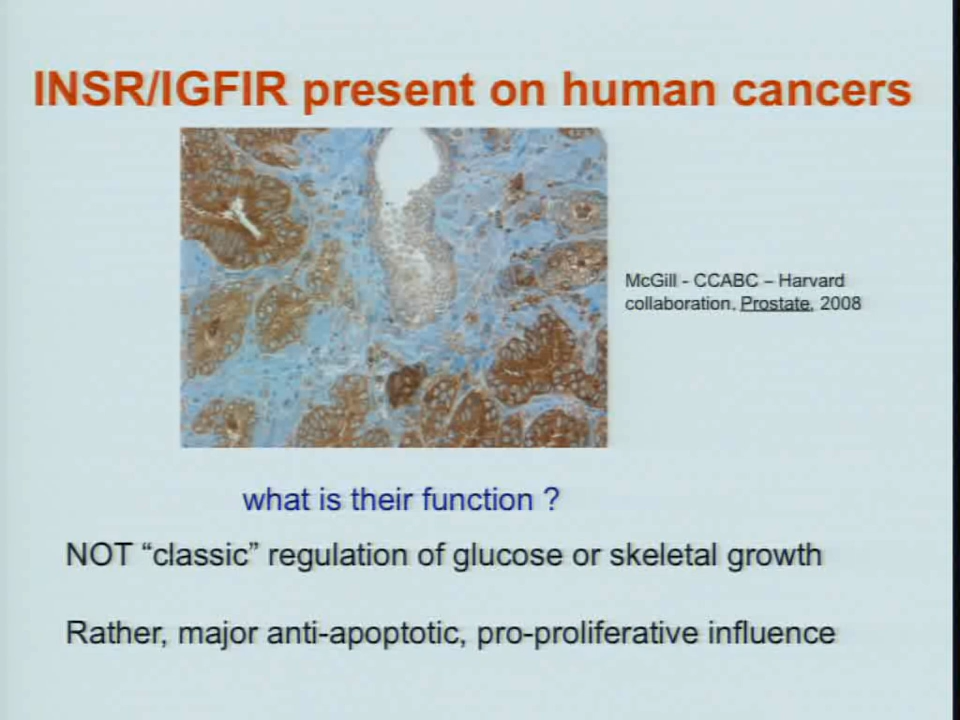 INSR/IGFIR present on human cancers
McGill - CCABC – Harvard
collaboration, Prostate, 2008
what is their function ?
NOT “classic” regulation of glucose or skeletal growth
Rather, major anti-apoptotic, pro-proliferative influence